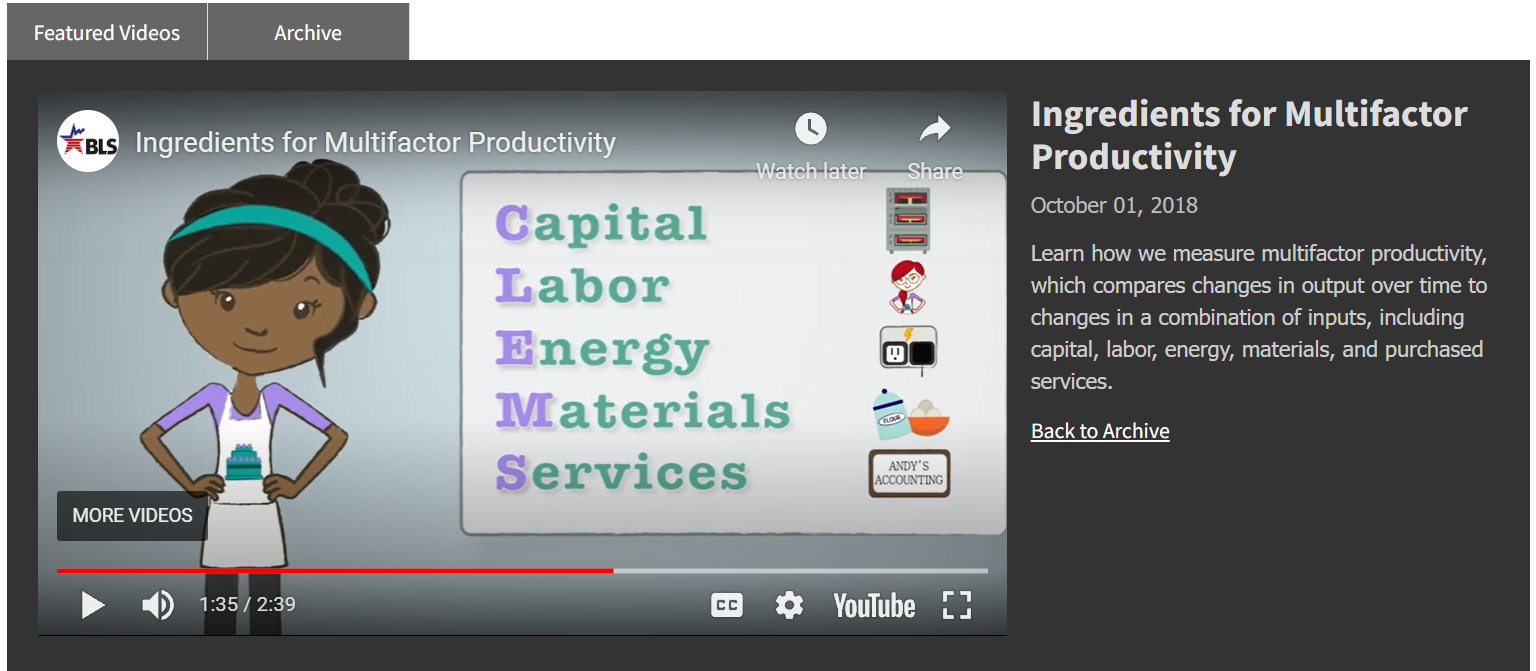 Featured Videos
Archive
BLS
Ingredients for Multifactor Productivity
Watch later
Share
Capital
Labor
Energy
Materials
FLOUR
Services
ANDY'S
ACCOUNTING
MORE VIDEOS
1:35 / 2:39
CC
YouTube
Ingredients for Multifactor
Productivity
October 01, 2018
Learn how we measure multifactor productivity,
which compares changes in output over time to
changes in a combination of inputs, including
capital, labor, energy, materials, and purchased
services.
Back to Archive